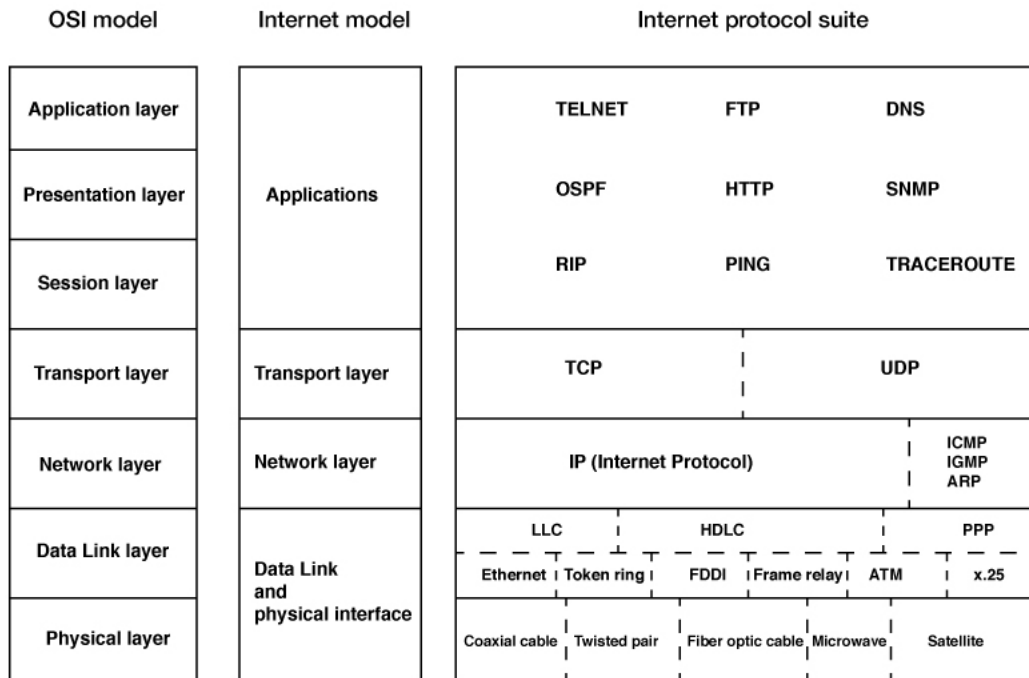 OSI model Internet model Internet protocol suite
Application layer
Presentation layer
Session layer
Transport layer
Network layer
Data Link layer
Physical layer
Applications
Transport layer
Network layer
Data Link
and
physical interface
TELNET FTP DNS
OSPF HTTP SNMP
RIP PING TRACEROUTE
TCP UDP
IP (Internet Protocol)
ICMP
IGMP
ARP
LLC HDLC PPP
Ethernet Token ring FDDI Frame relay ATM x.25
Coaxial cable Twisted pair Fiber optic cable Microwave Satellite